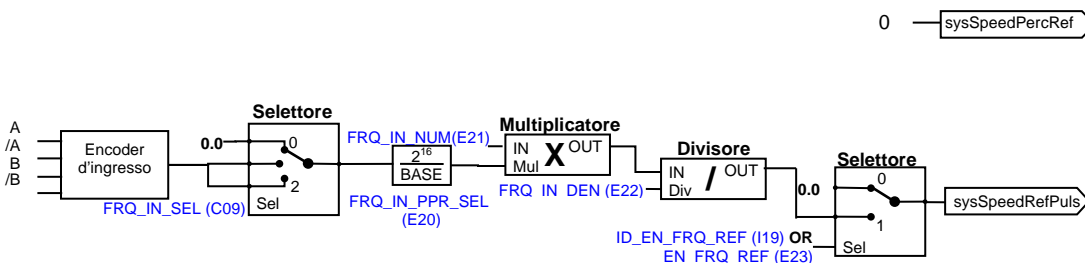 0 sysSpeedPercRef
A
/A
B
/B
Encoder
d'ingresso
FRQ_IN_SEL (C09)
Selettore
0.0
0
2
Sel
2^16
BASE
FRQ_IN_PPR_SEL
(E20)
FRQ_IN_NUM(E21)
Multiplicatore
IN X OUT
Mul
FRQ_IN_DEN (E22)
Divisore
IN / OUT
Div
Selettore
0.0
0
1
Sel
ID_EN_FRQ_REF (I19) OR
EN_FRQ_REF (E23)
sysSpeedRefPuls